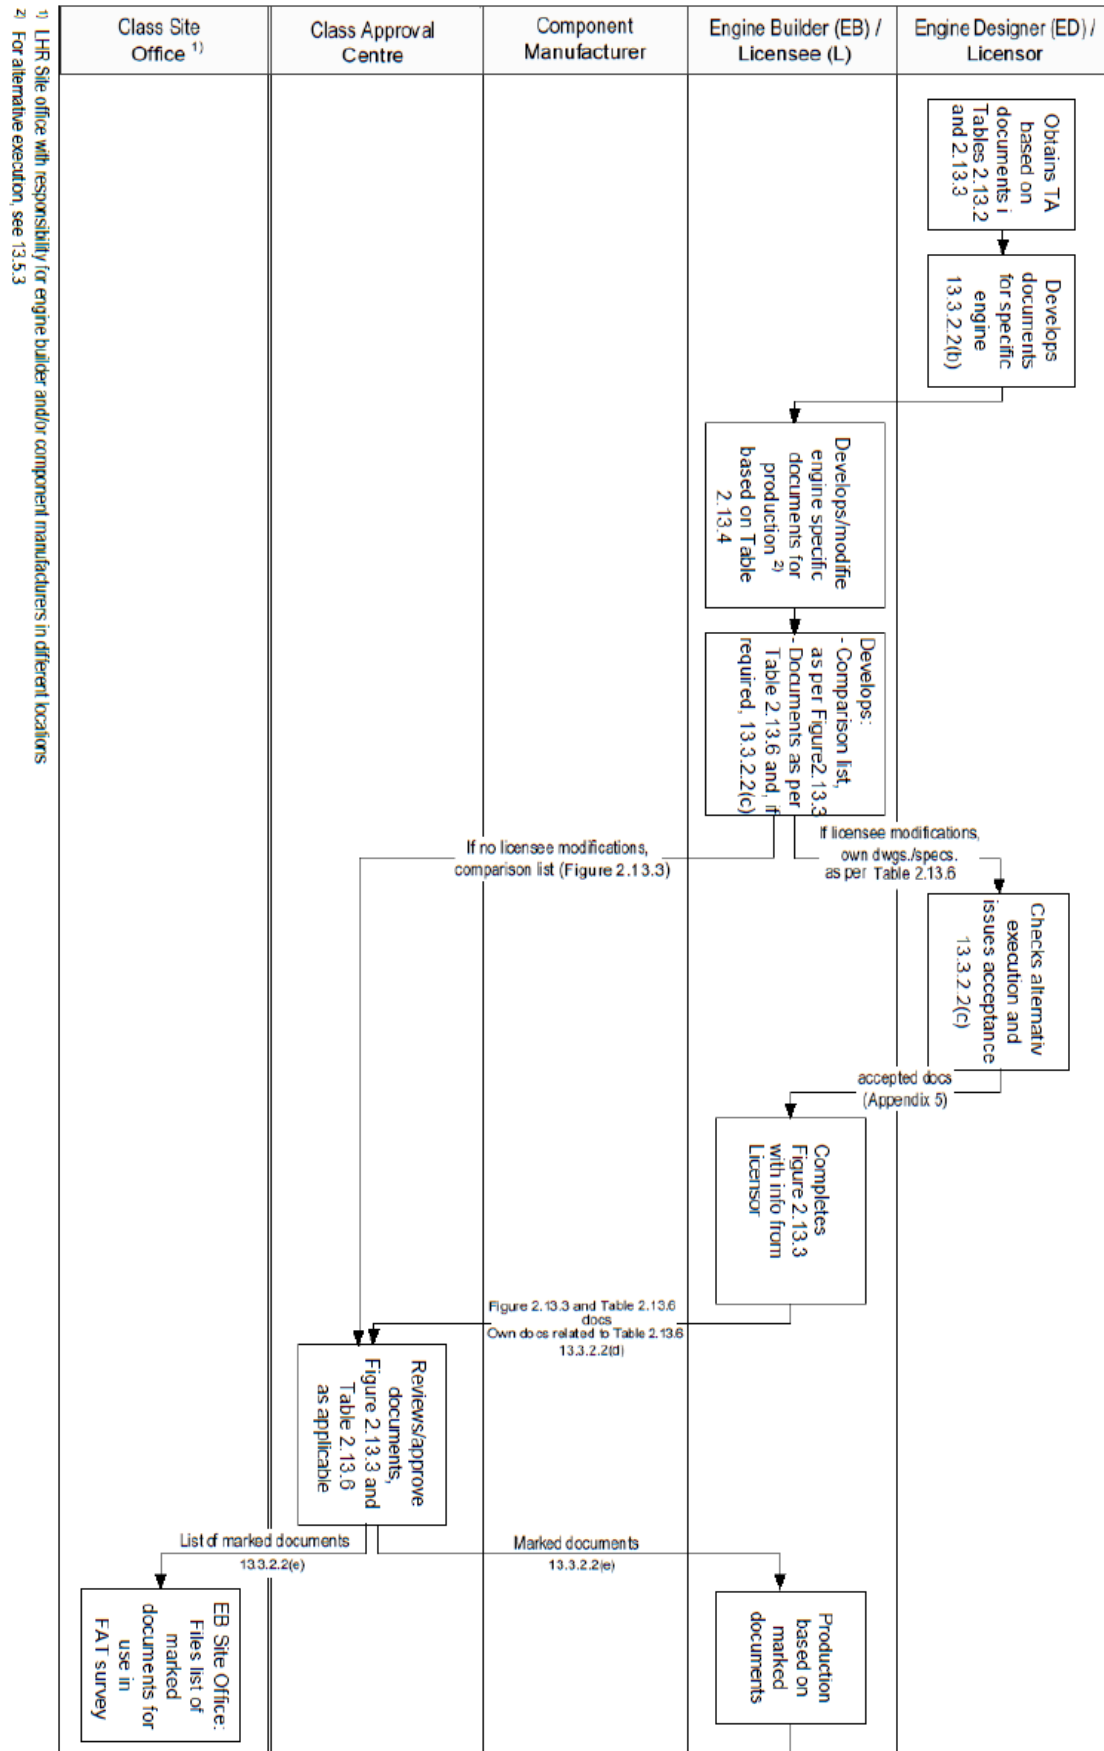 Class Site
Office 1)
Class Approval
Centre
Component
Manufacturer
Engine Builder (EB) /
Licensee (L)
Engine Designer (ED) /
Licensor
Obtains TA
based on
documents i
Tables 2.13.2
and 2.13.3
Develops
documents
for specific
engine
13.3.2.2(b)
Develops/modifie
engine specific
documents for
production 2)
based on Table
2.13.4
Develops:
- Comparison list,
as per Figure2.13.3
- Documents as per
Table 2.13.6 and, if
required, 13.3.2.2(c)
If no licensee modifications,
comparison list (Figure 2.13.3)
If licensee modifications,
own dwgs./specs.
as per Table 2.13.6
Checks alternativ
execution and
issues acceptance
13.3.2.2(c)
accepted docs
(Appendix 5)
Completes
Figure 2.13.3
with info from
Licensor
Figure 2.13.3 and Table 2.13.6
docs
Own docs related to Table 2.13.6
13.3.2.2(d)
Reviews/approve
documents,
Figure 2.13.3 and
Table 2.13.6
as applicable
List of marked documents
13.3.2.2(e)
Marked documents
13.3.2.2(e)
EB Site Office:
Files list of
marked
documents for
use in
FAT survey
Production
based on
marked
documents
1) LHR Site office with responsibility for engine builder and/or component manufacturers in different locations
2) For alternative execution, see 13.5.3